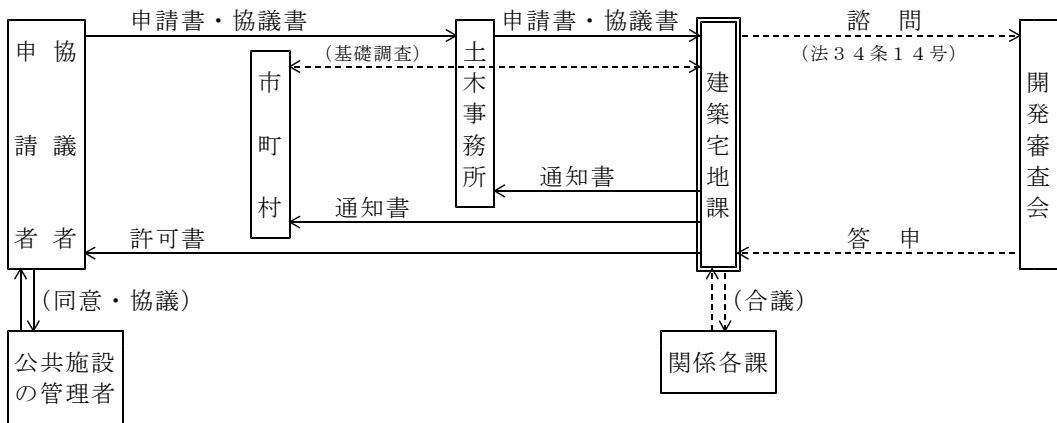 申請書・協議書
申請書・協議書
諮　問
(法３４条１４号)
(基礎調査)
申請者
協議者
市町村
土木事務所
建築宅地課
開発審査会
通知書
通知書
許可書
答　申
(同意・協議)
(合議)
公共施設
の管理者
関係各課